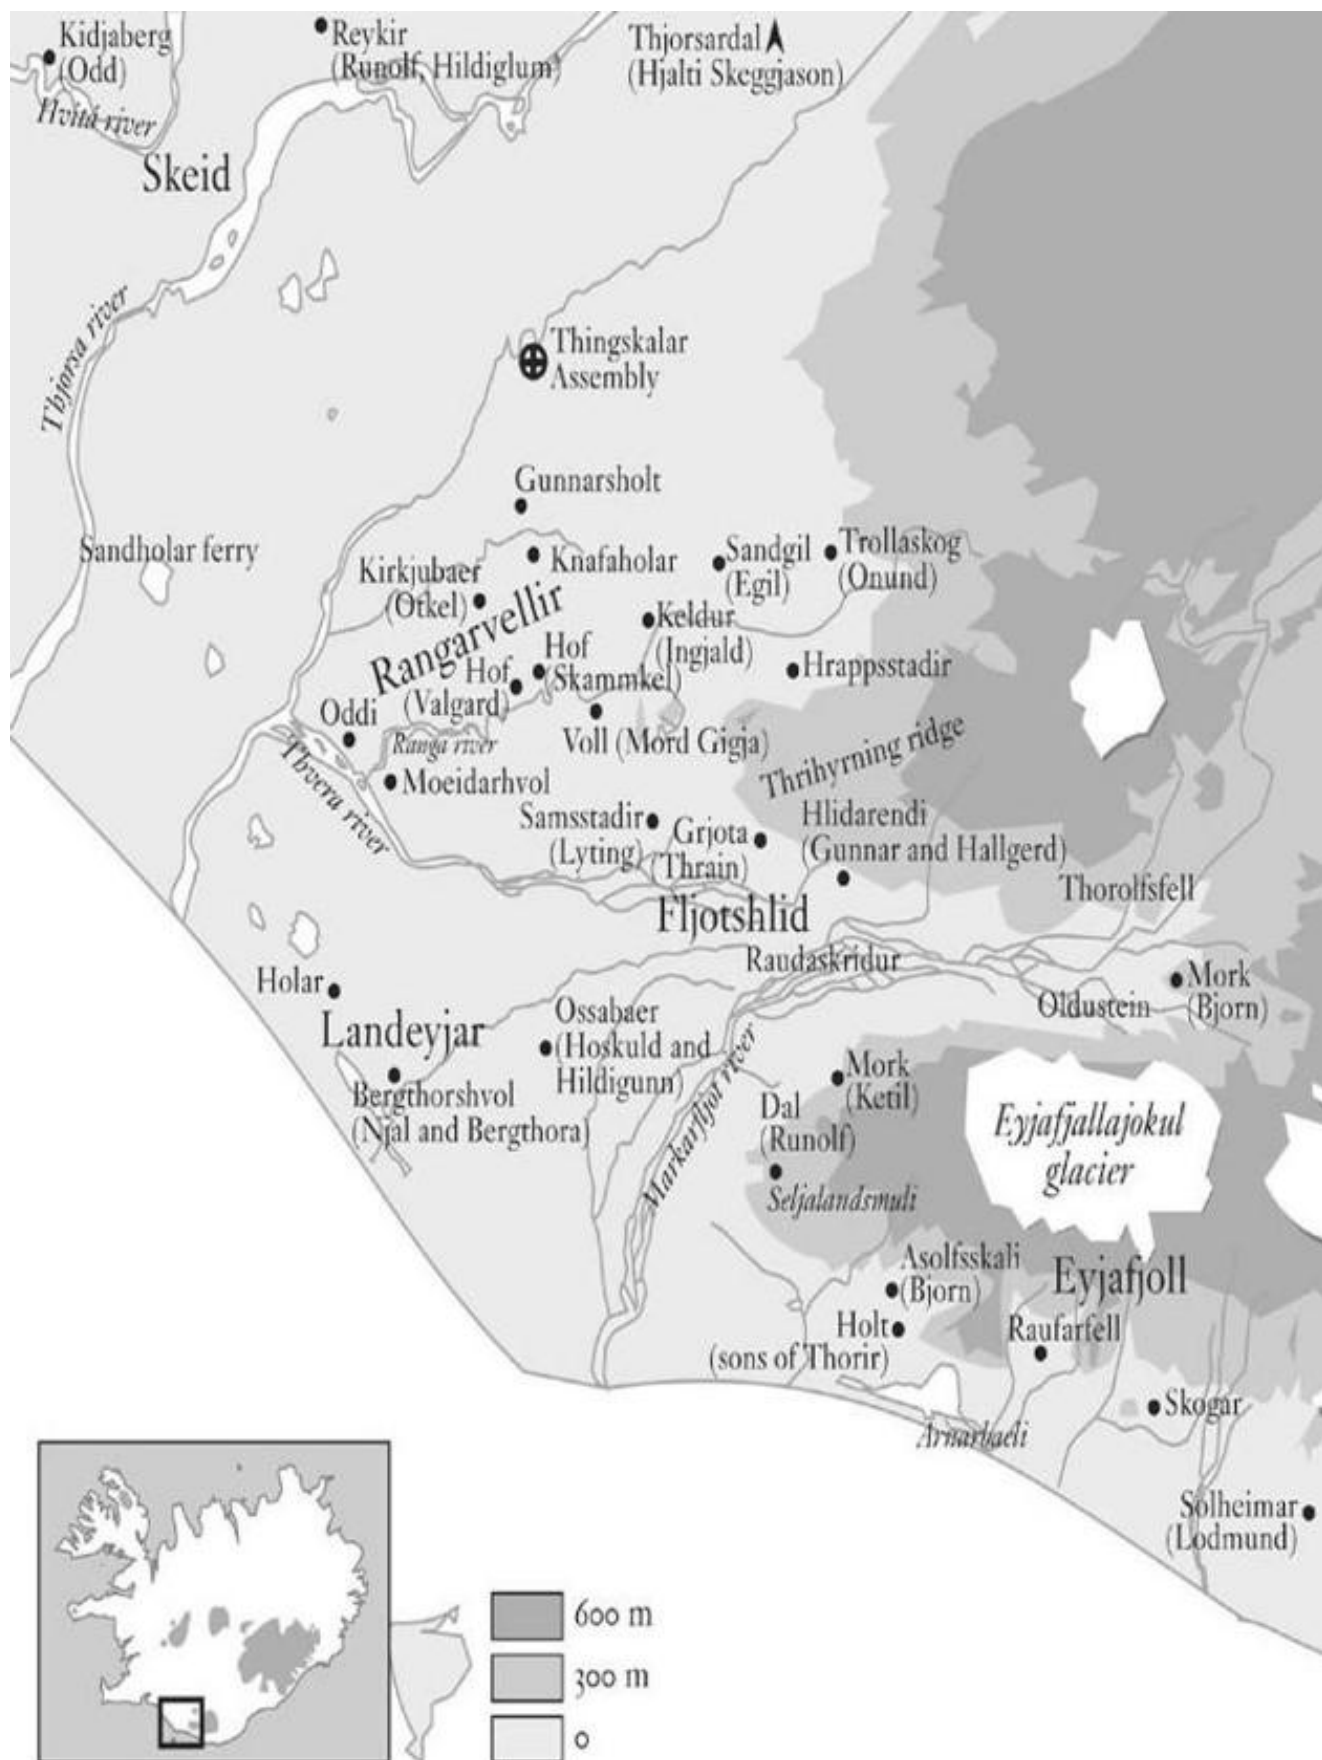 Kidjaberg
(Odd)
Reykir
(Runolf, Hildiglum)
Thjorsardal
(Hjalti Skeggjason)
Hvitá river
Skeid
Thjorsa river
Thingskalar
Assembly
Gunnarsholt
Sandholar ferry
Knafaholar
Kirkjubaer
(Otkel)
Sandgil
(Egil)
Trollaskog
(Onund)
Rangarvellir
Keldur
(Ingjald)
Hof
(Skammkel)
Hof
(Valgard)
Hrappsstadir
Oddi
Ranga river
Voll (Mord Gigja)
Thrihyrning ridge
Thvera river
Moeidarhvol
Samsstadir
(Lyting)
Grjota
(Thrain)
Hlidarendi
(Gunnar and Hallgerd)
Thorolfsfell
Fljotshlid
Raudaskridur
Holar
Mork
(Bjorn)
Oldustein
Landeyjar
Ossabaer
(Hoskuld and
Hildigunn)
Markarfljot river
Bergthorshvol
(Njal and Bergthora)
Mork
(Ketil)
Dal
(Runolf)
Eyjafjallajokul
glacier
Seljalandsmuli
Asolfsskali
(Bjorn)
Eyjafjoll
Holt
(sons of Thorir)
Raufarfell
Skogar
Arnarbaeli
Solheimar
(Lodmund)
600 m
300 m
0